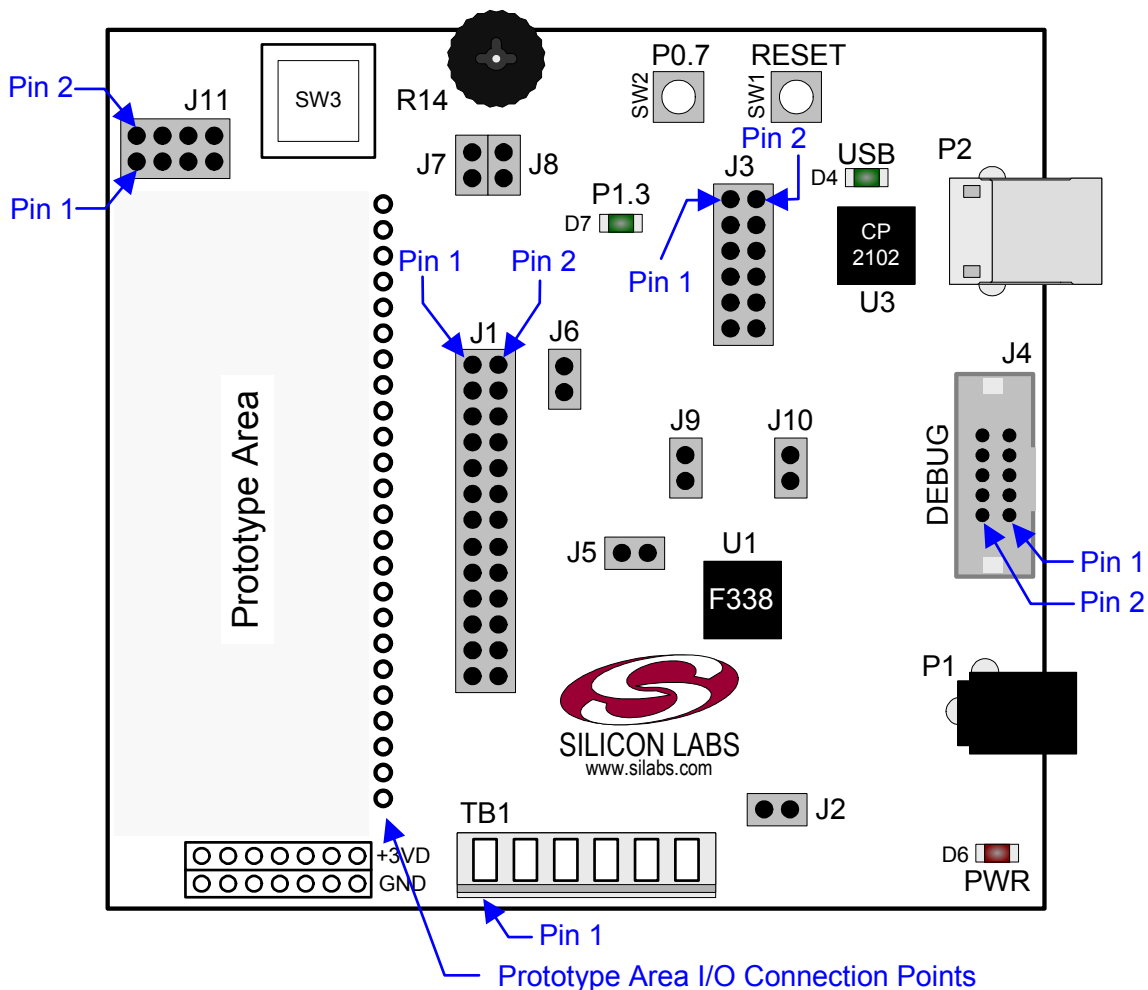 P0.7
RESET
Pin 2
J11
SW3
R14
SW2
SW1
Pin 2
J7
J8
J3
USB
P2
D4
Pin 1
P1.3
D7
CP
2102
Pin 1
Pin 2
Pin 1
U3
J1
J6
J4
Prototype Area
J9
J10
DEBUG
J5
U1
Pin 1
F338
Pin 2
P1
SILICON LABS
www.silabs.com
TB1
J2
+3VD
D6
GND
PWR
Pin 1
Prototype Area I/O Connection Points